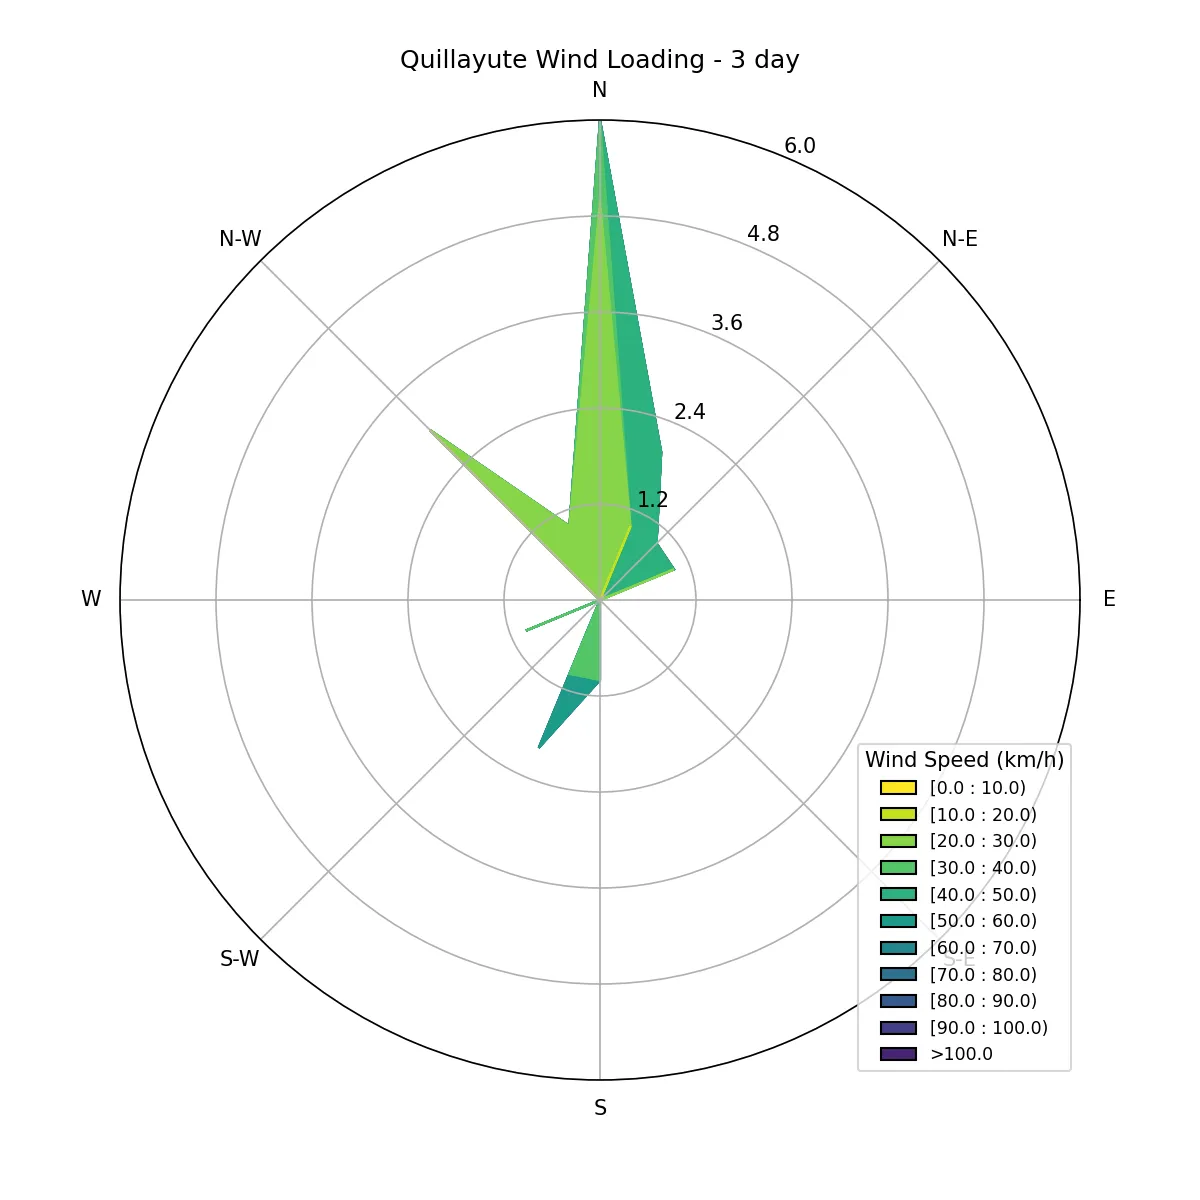 Quillayute Wind Loading - 3 day
N
6.0
N-W
4.8
N-E
3.6
2.4
1.2
W
E
S-W
S-E
S
Wind Speed (km/h)
[0.0 : 10.0)
[10.0 : 20.0)
[20.0 : 30.0)
[30.0 : 40.0)
[40.0 : 50.0)
[50.0 : 60.0)
[60.0 : 70.0)
[70.0 : 80.0)
[80.0 : 90.0)
[90.0 : 100.0)
>100.0